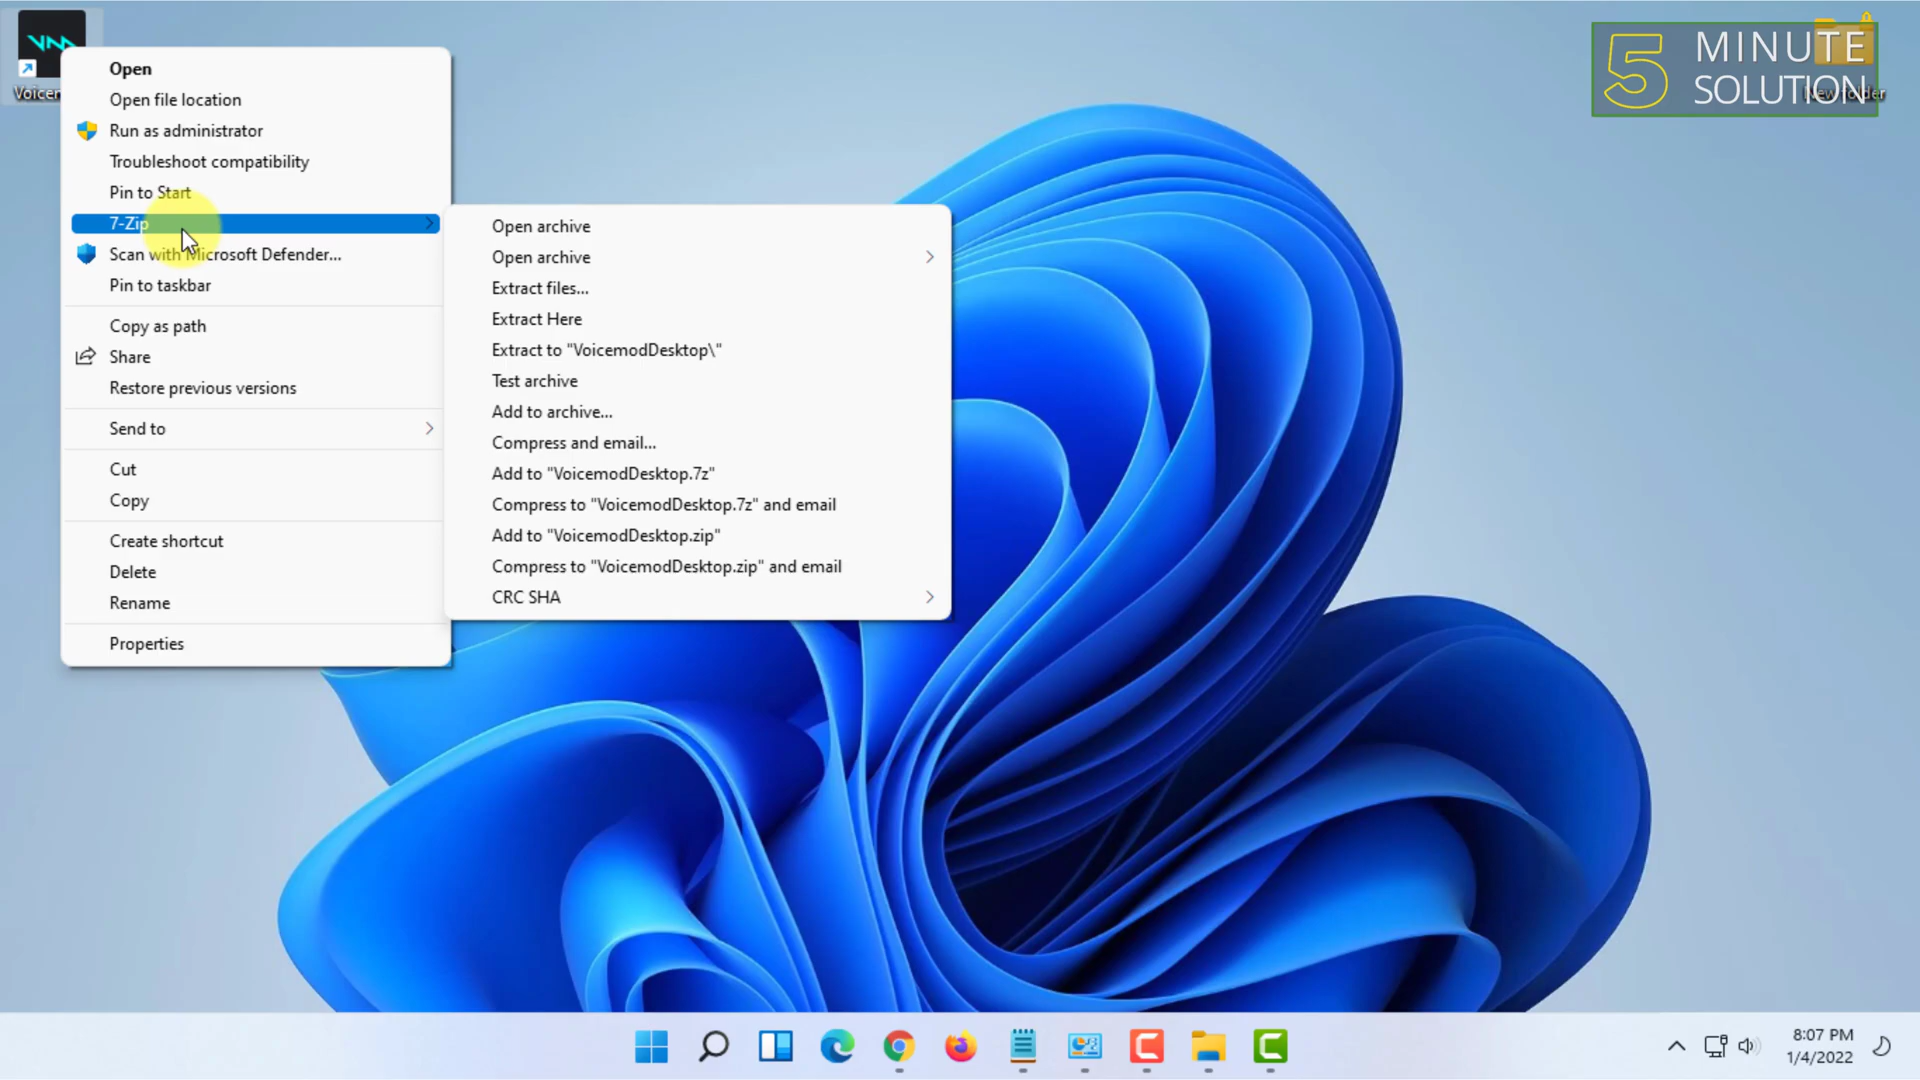 Voicem
Open
Open file location
Run as administrator
Troubleshoot compatibility
Pin to Start
7-Zip
Scan with Microsoft Defender...
Pin to taskbar
Copy as path
Share
Restore previous versions
Send to
Cut
Copy
Create shortcut
Delete
Rename
Properties
Open archive
Open archive
Extract files...
Extract Here
Extract to "VoicemodDesktop\"
Test archive
Add to archive...
Compress and email...
Add to "VoicemodDesktop.7z"
Compress to "VoicemodDesktop.7z" and email
Add to "VoicemodDesktop.zip"
Compress to "VoicemodDesktop.zip" and email
CRC SHA
5 MINUTE
SOLUTION
New folder
8:07 PM
1/4/2022